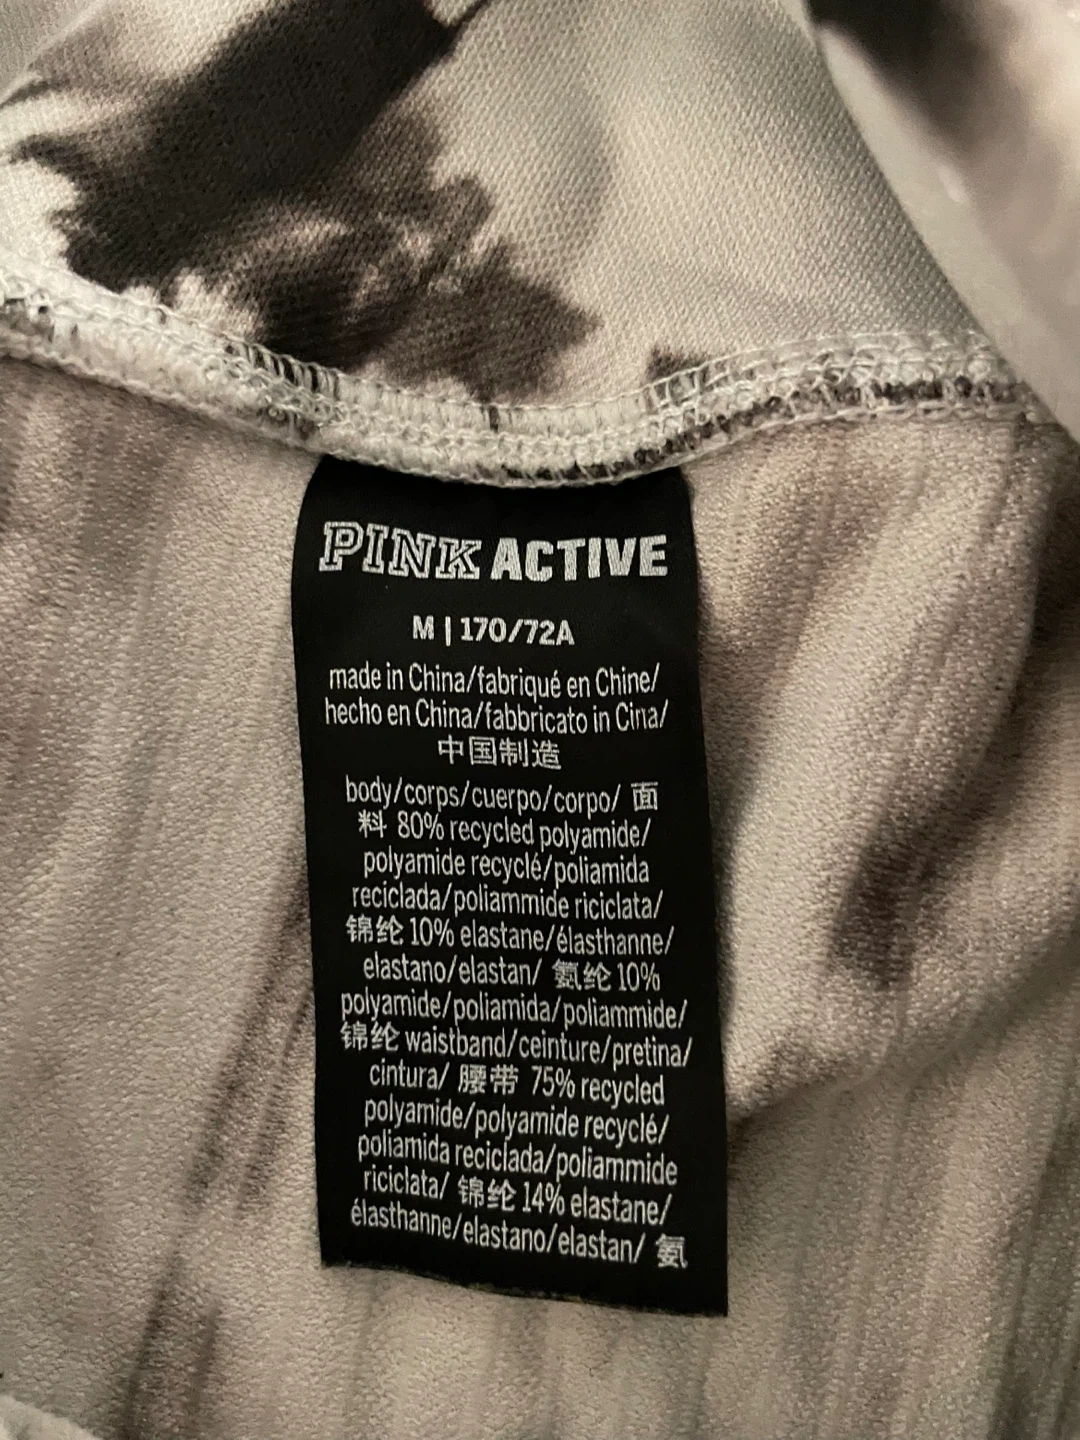 PINK ACTIVE
M | 170/72A
made in China/fabriqué en Chine/
hecho en China/fabbricato in Cina/
中国制造
body/corps/cuerpo/corpo/ 面
料 80% recycled polyamide/
polyamide recyclé/poliamida
reciclada/poliammide riciclata/
锦纶 10% elastane/élasthanne/
elastano/elastan/ 氨纶 10%
polyamide/poliamida/poliammide/
锦纶 waistband/ceinture/pretina/
cintura/ 腰带 75% recycled
polyamide/polyamide recyclé/
poliamida reciclada/poliammide
riciclata/ 锦纶 14% elastane/
élasthanne/elastano/elastan/ 氨